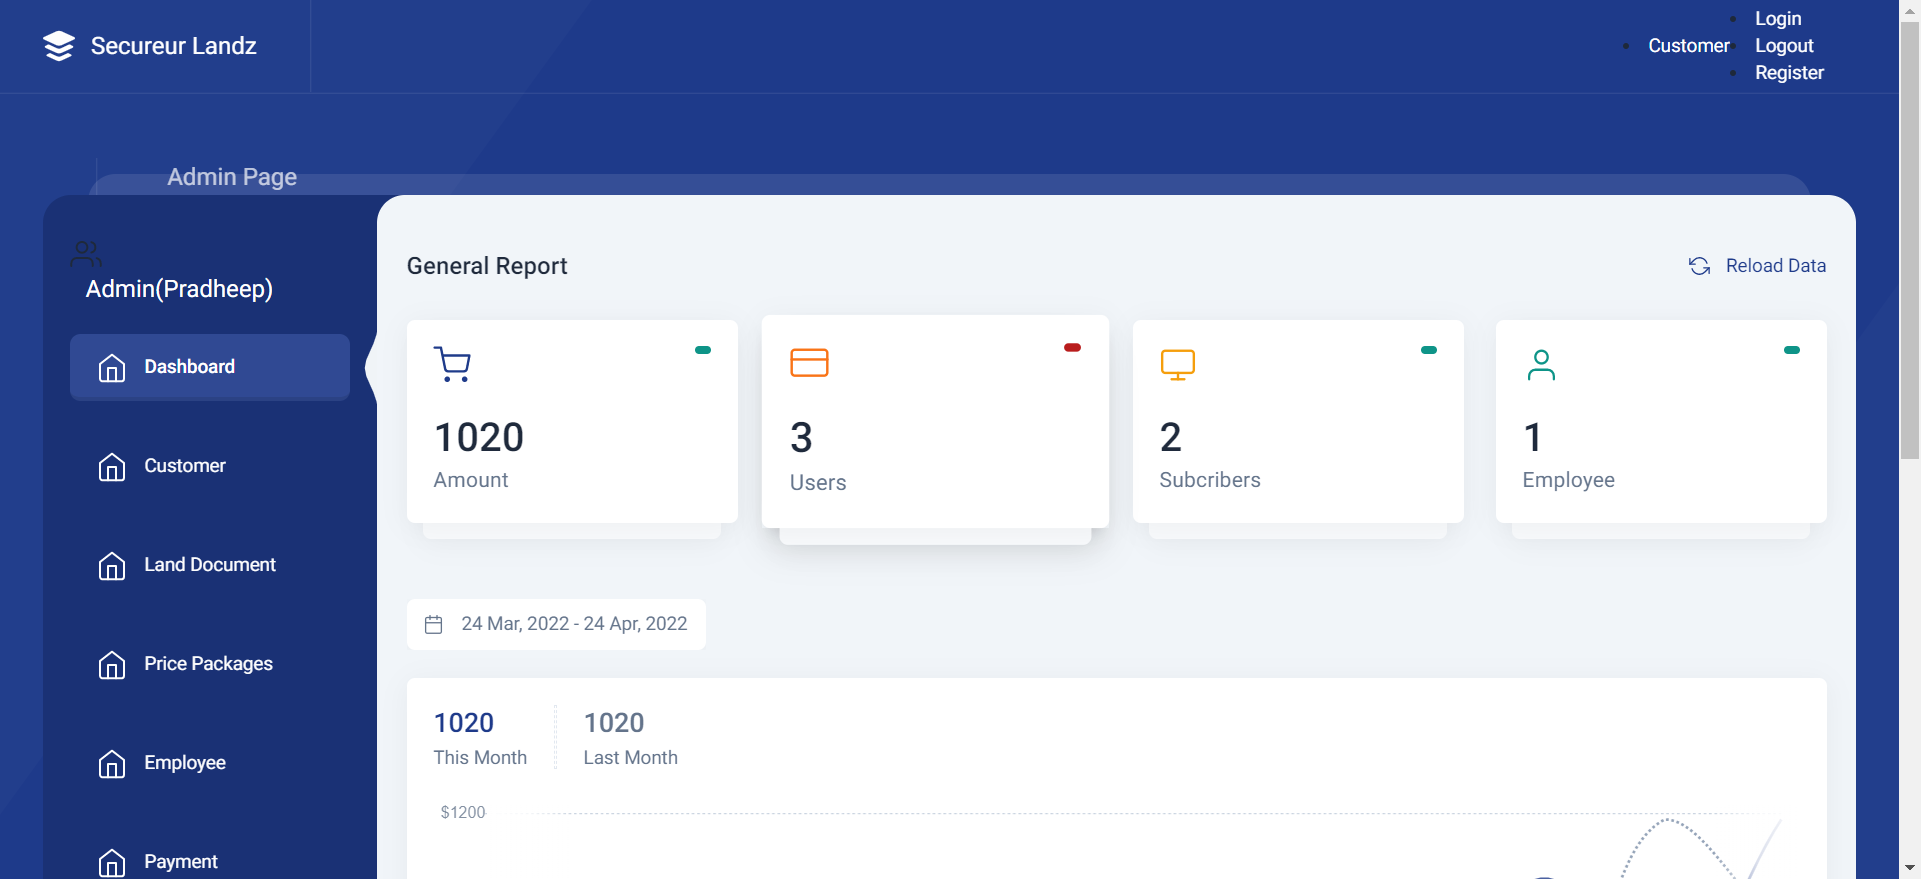 Secureur Landz
Customer
Login
Logout
Register
Admin Page
Admin(Pradheep)
Dashboard
Customer
Land Document
Price Packages
Employee
Payment
General Report
Reload Data
1020
Amount
3
Users
2
Subcribers
1
Employee
24 Mar, 2022 - 24 Apr, 2022
1020
This Month
1020
Last Month
$1200